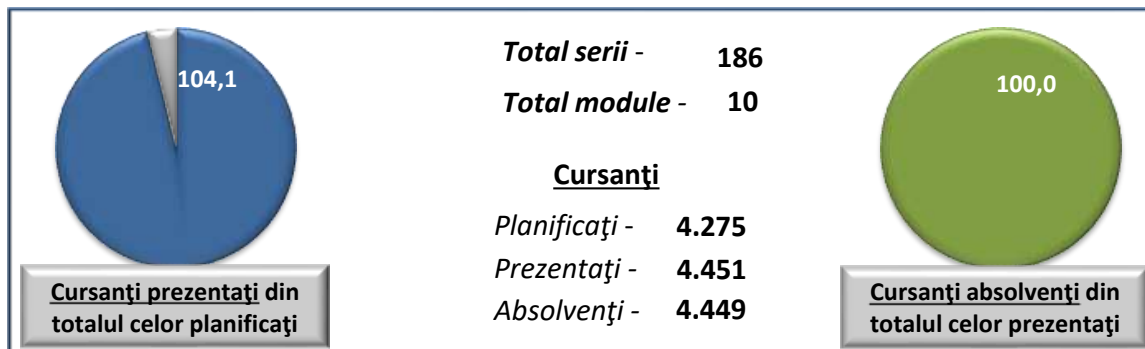 104,1
Cursanţi prezentaţi din
totalul celor planificaţi
Total serii - 186
Total module - 10
Cursanţi
Planificaţi - 4.275
Prezentaţi - 4.451
Absolvenţi - 4.449
100,0
Cursanţi absolvenţi din
totalul celor prezentaţi